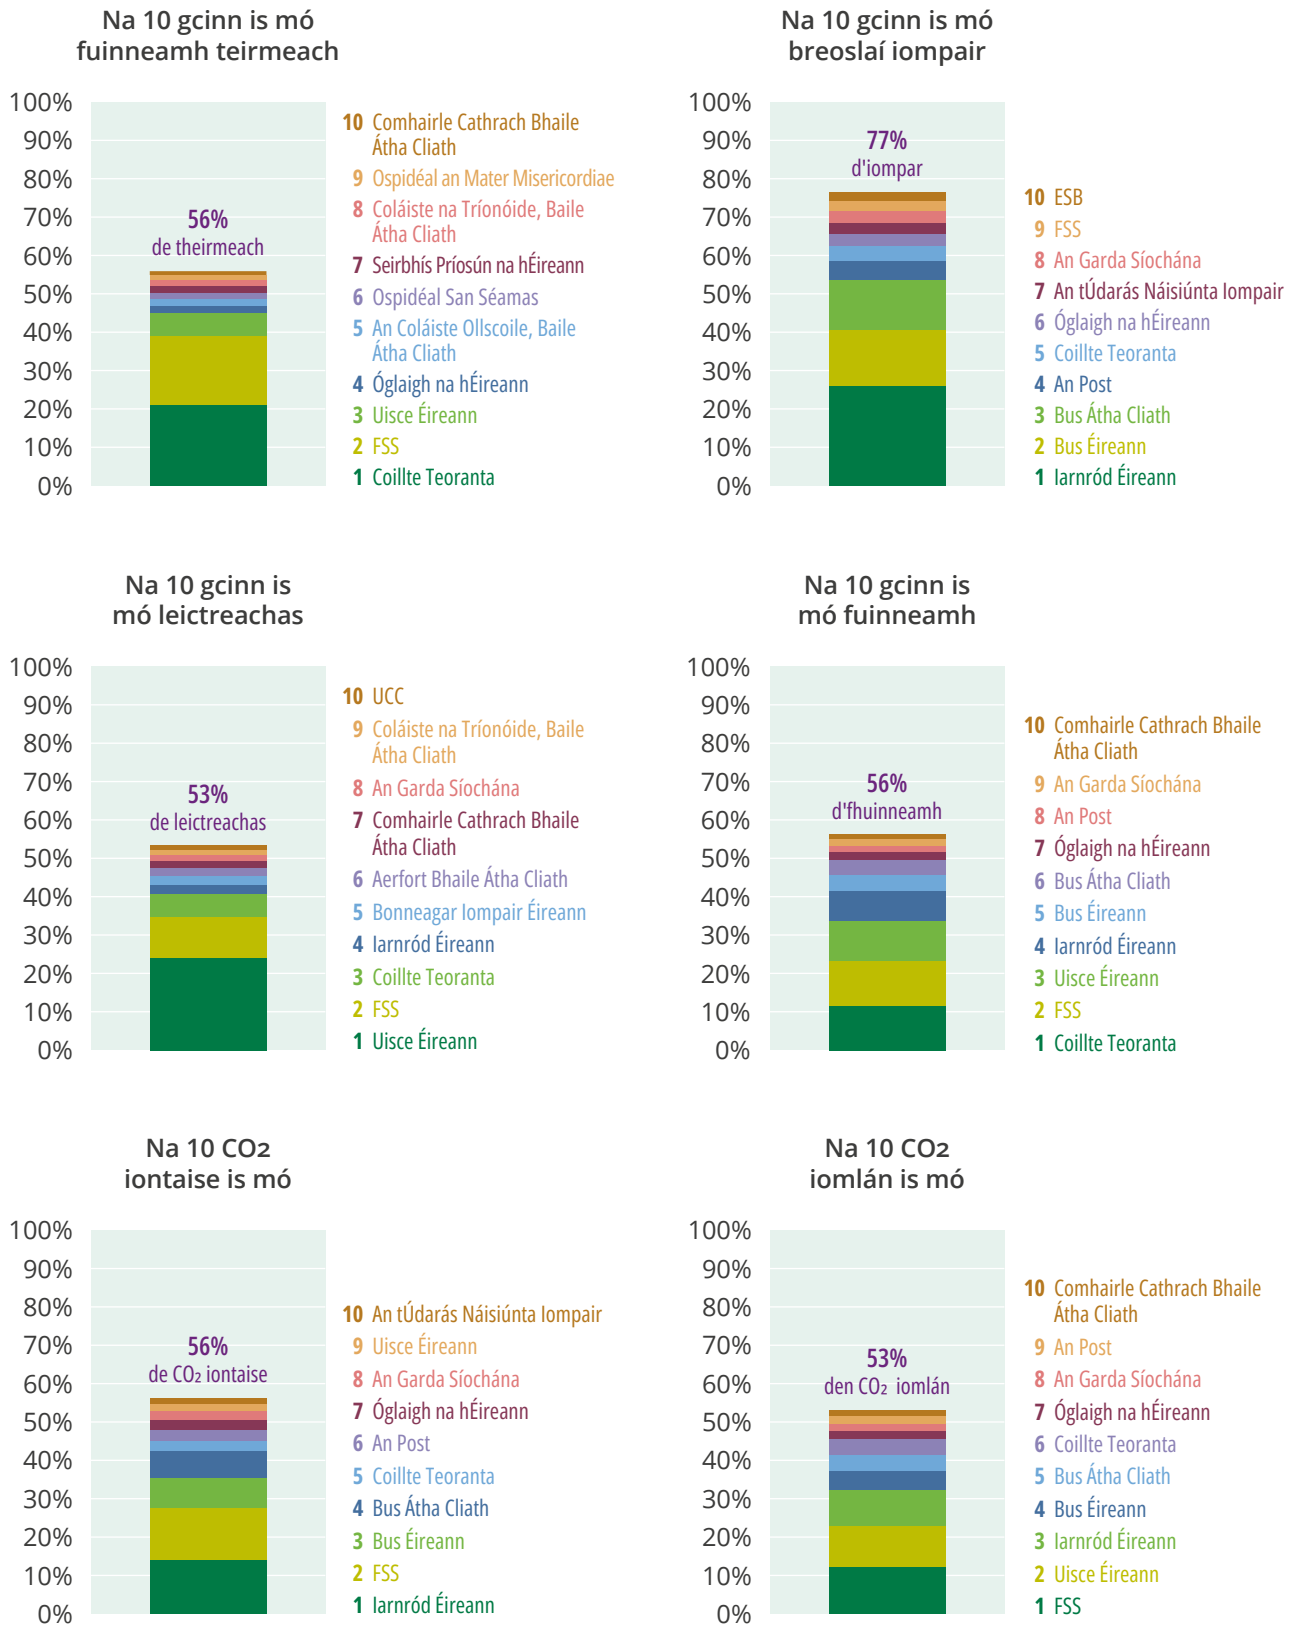 Na 10 gcinn is mó
fuinneamh teirmeach
100%
90%
80%
70%
60%
50%
40%
30%
20%
10%
0%
56%
de theirmeach
10 Comhairle Cathrach Bhaile
Átha Cliath
9 Ospidéal an Mater Misericordiae
8 Coláiste na Tríonóide, Baile
Átha Cliath
7 Seirbhís Príosún na hÉireann
6 Ospidéal San Séamas
5 An Coláiste Ollscoile, Baile
Átha Cliath
4 Óglaigh na hÉireann
3 Uisce Éireann
2 FSS
1 Coillte Teoranta
Na 10 gcinn is mó
breoslaí iompair
100%
90%
80%
70%
60%
50%
40%
30%
20%
10%
0%
77%
d'iompar
10 ESB
9 FSS
8 An Garda Síochána
7 An tÚdarás Náisiúnta Iompair
6 Óglaigh na hÉireann
5 Coillte Teoranta
4 An Post
3 Bus Átha Cliath
2 Bus Éireann
1 Iarnród Éireann
Na 10 gcinn is
mó leictreachas
100%
90%
80%
70%
60%
50%
40%
30%
20%
10%
0%
53%
de leictreachas
10 UCC
9 Coláiste na Tríonóide, Baile
Átha Cliath
8 An Garda Síochána
7 Comhairle Cathrach Bhaile
Átha Cliath
6 Aerfort Bhaile Átha Cliath
5 Bonneagar Iompair Éireann
4 Iarnród Éireann
3 Coillte Teoranta
2 FSS
1 Uisce Éireann
Na 10 gcinn is
mó fuinneamh
100%
90%
80%
70%
60%
50%
40%
30%
20%
10%
0%
56%
d'fhuinneamh
10 Comhairle Cathrach Bhaile
Átha Cliath
9 An Garda Síochána
8 An Post
7 Óglaigh na hÉireann
6 Bus Átha Cliath
5 Bus Éireann
4 Iarnród Éireann
3 Uisce Éireann
2 FSS
1 Coillte Teoranta
Na 10 CO2
iontaise is mó
100%
90%
80%
70%
60%
50%
40%
30%
20%
10%
0%
56%
de CO₂ iontaise
10 An tÚdarás Náisiúnta Iompair
9 Uisce Éireann
8 An Garda Síochána
7 Óglaigh na hÉireann
6 An Post
5 Coillte Teoranta
4 Bus Átha Cliath
3 Bus Éireann
2 FSS
1 Iarnród Éireann
Na 10 CO2
iomlán is mó
100%
90%
80%
70%
60%
50%
40%
30%
20%
10%
0%
53%
den CO₂ iomlán
10 Comhairle Cathrach Bhaile
Átha Cliath
9 An Post
8 An Garda Síochána
7 Óglaigh na hÉireann
6 Coillte Teoranta
5 Bus Átha Cliath
4 Bus Éireann
3 Iarnród Éireann
2 Uisce Éireann
1 FSS